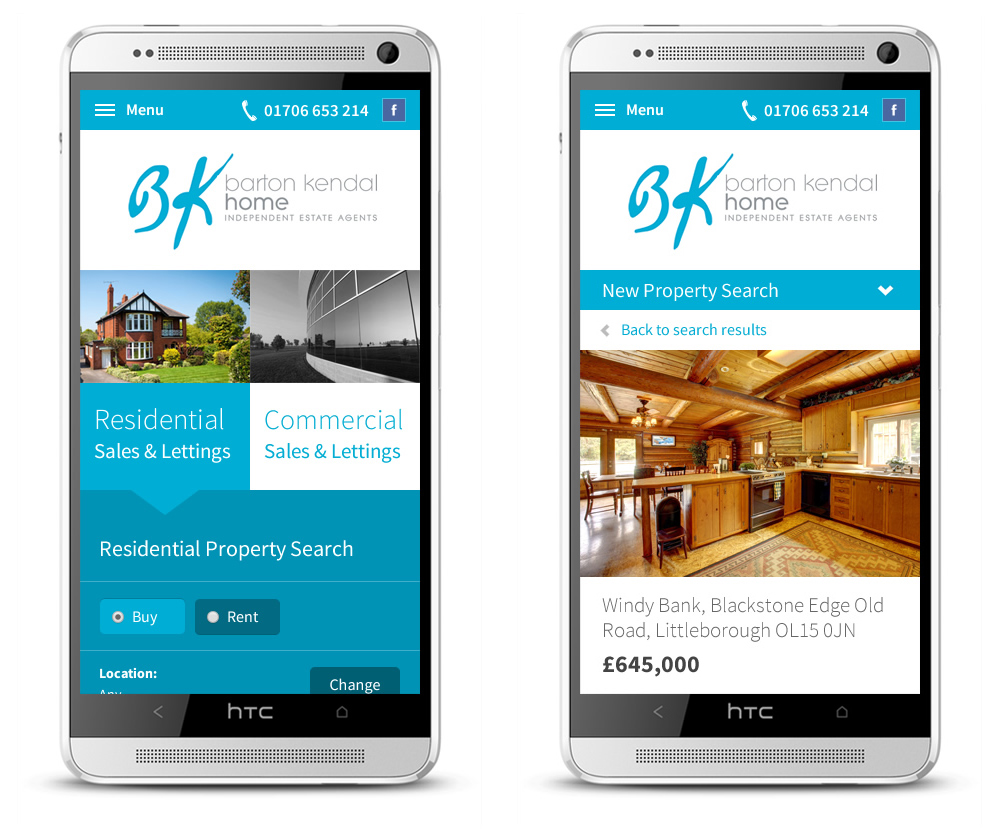 Menu
01706 653 214
f
BK
barton kendal
home
INDEPENDENT ESTATE AGENTS
Residential
Sales & Lettings
Commercial
Sales & Lettings
Residential Property Search
Buy
Rent
Location:
Any
Change
hTC
Menu
01706 653 214
f
BK
barton kendal
home
INDEPENDENT ESTATE AGENTS
New Property Search
Back to search results
Windy Bank, Blackstone Edge Old
Road, Littleborough OL15 0JN
£645,000
hTC